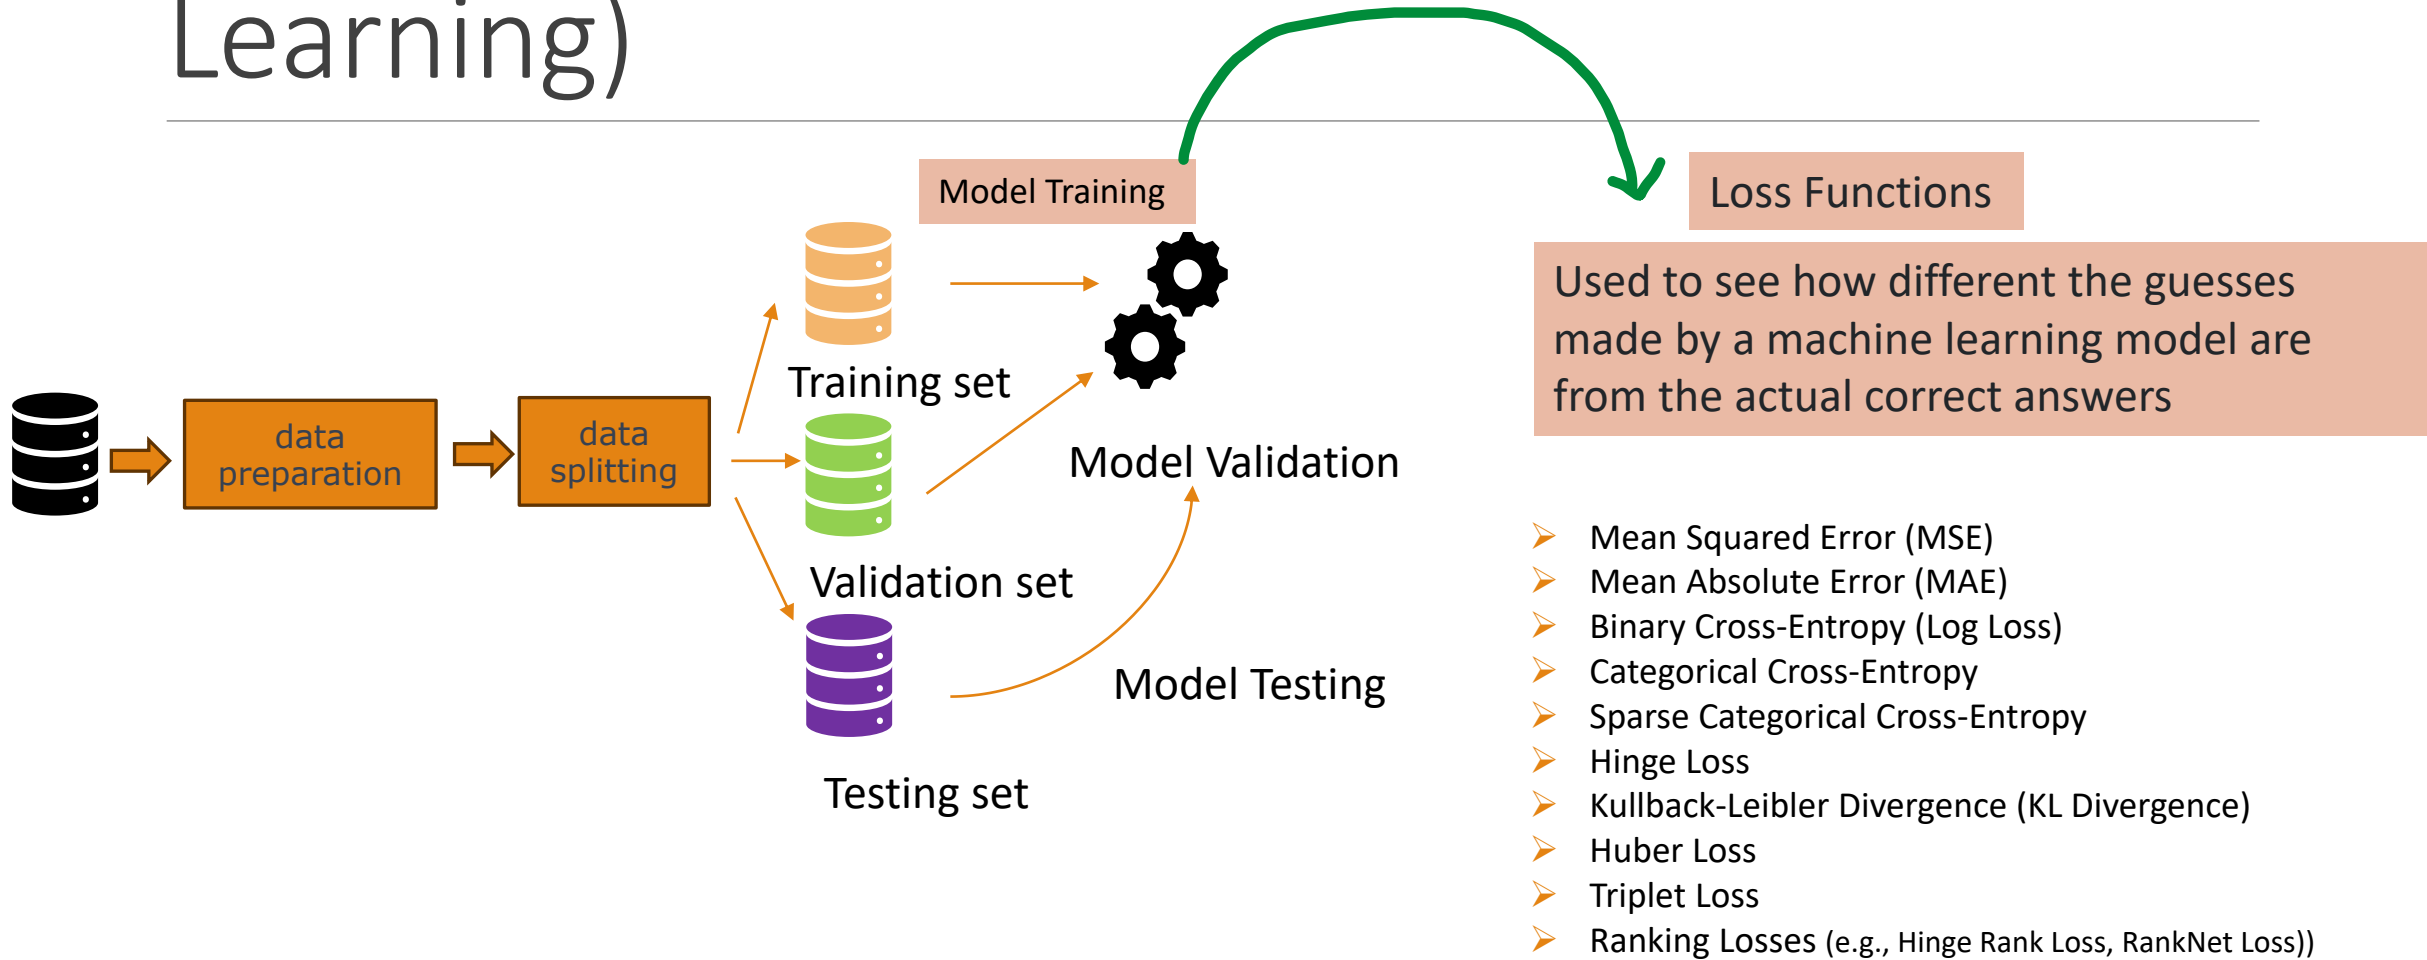 Learning)
Model Training
Loss Functions
Used to see how different the guesses
made by a machine learning model are
from the actual correct answers
Training set
data
preparation
data
splitting
Model Validation
Validation set
Model Testing
Testing set
Mean Squared Error (MSE)
Mean Absolute Error (MAE)
Binary Cross-Entropy (Log Loss)
Categorical Cross-Entropy
Sparse Categorical Cross-Entropy
Hinge Loss
Kullback-Leibler Divergence (KL Divergence)
Huber Loss
Triplet Loss
Ranking Losses (e.g., Hinge Rank Loss, RankNet Loss))